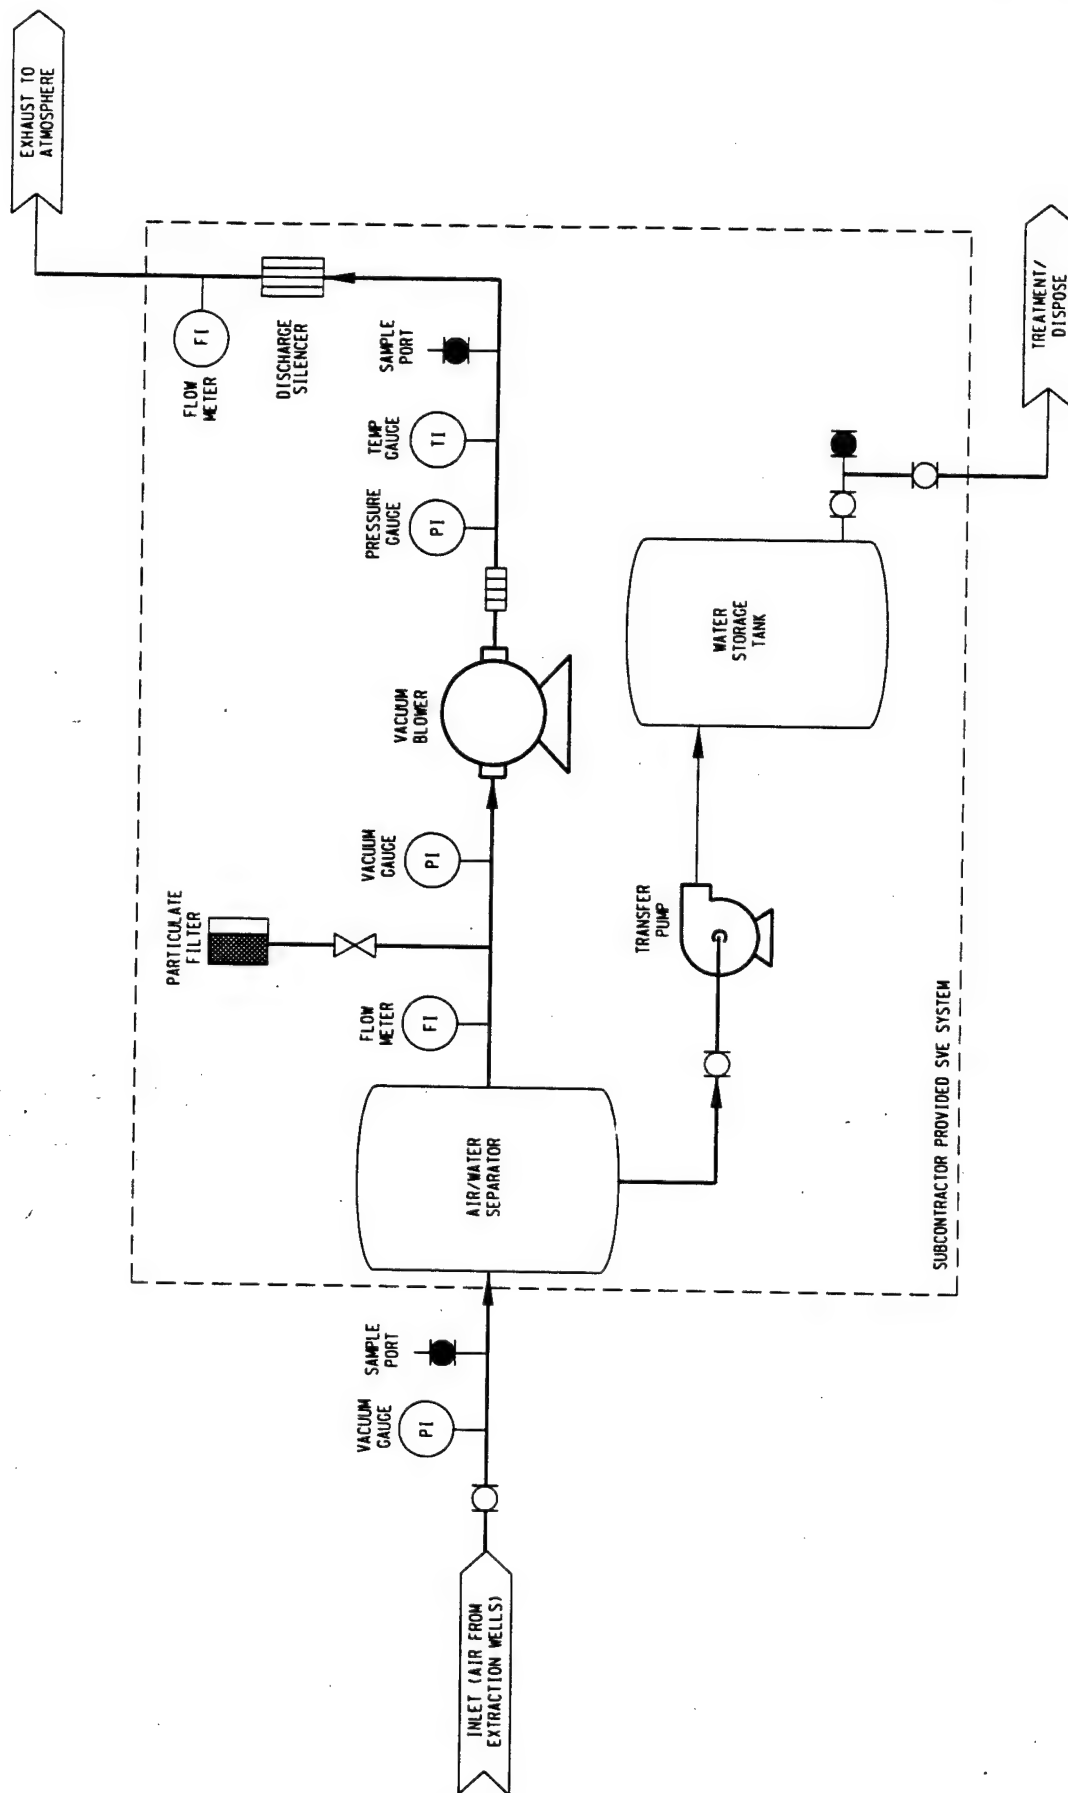 EXHAUST TO
ATMOSPHERE
FI
FLOW
METER
DISCHARGE
SILENCER
SAMPLE
PORT
TI
TEMP
GAUGE
PI
PRESSURE
GAUGE
VACUUM
BLOWER
PI
VACUUM
GAUGE
PARTICULATE
FILTER
FI
FLOW
METER
AIR/WATER
SEPARATOR
SAMPLE
PORT
PI
VACUUM
GAUGE
INLET (AIR FROM
EXTRACTION WELLS)
TRANSFER
PUMP
WATER
STORAGE
TANK
TREATMENT/
DISPOSE
SUBCONTRACTOR PROVIDED SVE SYSTEM